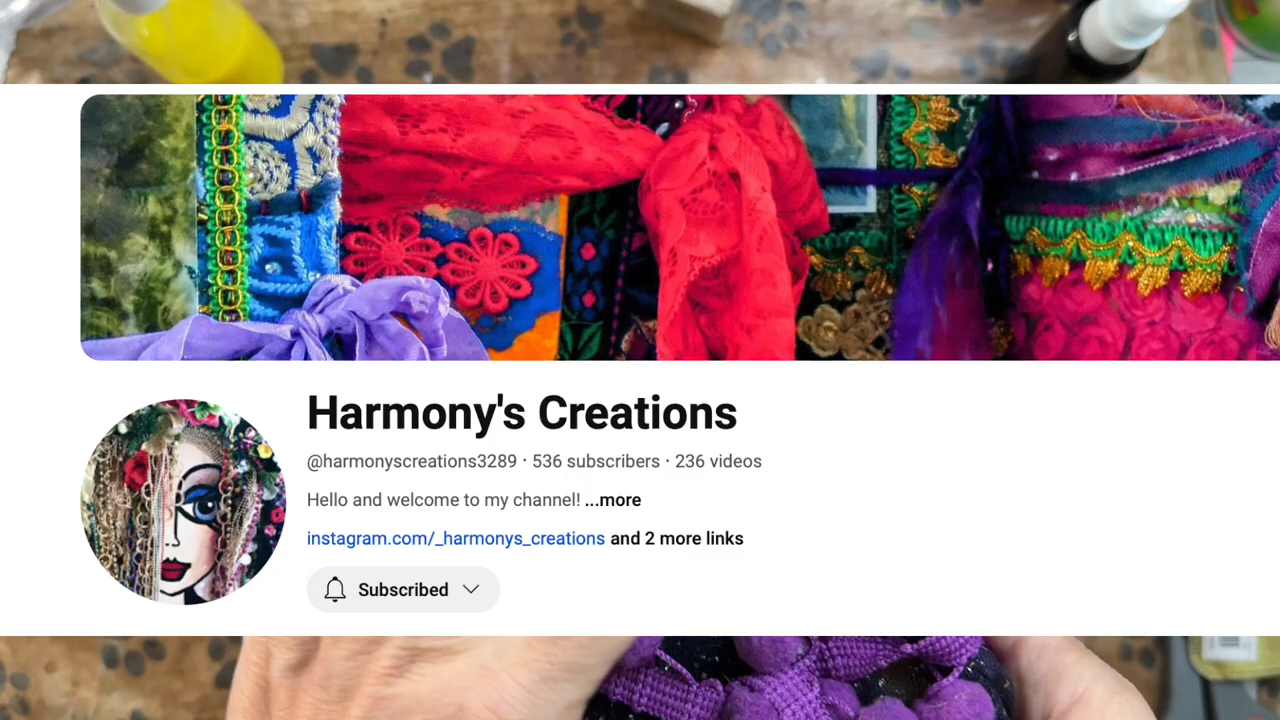 Harmony's Creations
@harmonyscreations3289 · 536 subscribers · 236 videos
Hello and welcome to my channel! ...more
instagram.com/_harmonys_creations and 2 more links
Subscribed